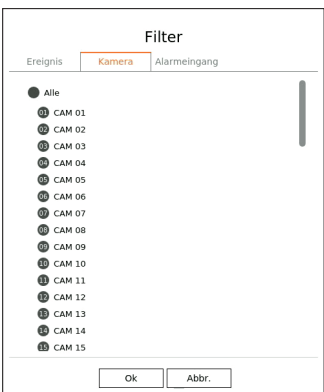 Filter
Ereignis Kamera Alarmeingang
Alle
01 CAM 01
02 CAM 02
03 CAM 03
04 CAM 04
05 CAM 05
06 CAM 06
07 CAM 07
08 CAM 08
09 CAM 09
10 CAM 10
11 CAM 11
12 CAM 12
13 CAM 13
14 CAM 14
15 CAM 15
Ok Abbr.